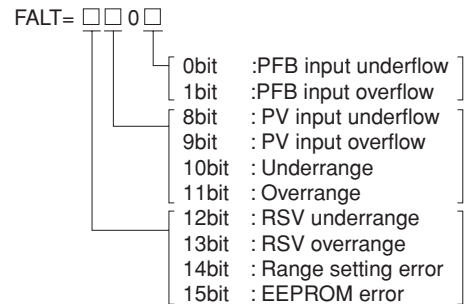 FALT= □ □ 0 □
0bit :PFB input underflow
1bit :PFB input overflow
8bit : PV input underflow
9bit : PV input overflow
10bit : Underrange
11bit : Overrange
12bit : RSV underrange
13bit : RSV overrange
14bit : Range setting error
15bit : EEPROM error